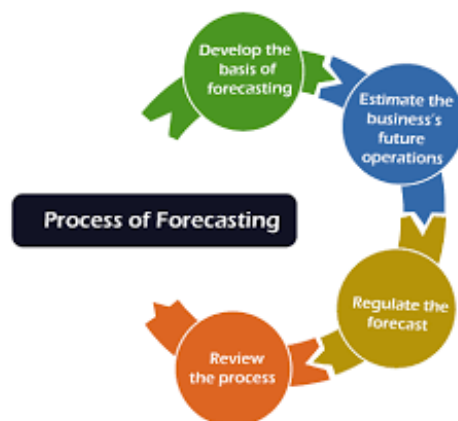 Develop the
basis of
forecasting
Estimate the
business's
future
operations
Process of Forecasting
Regulate the
forecast
Review
the process